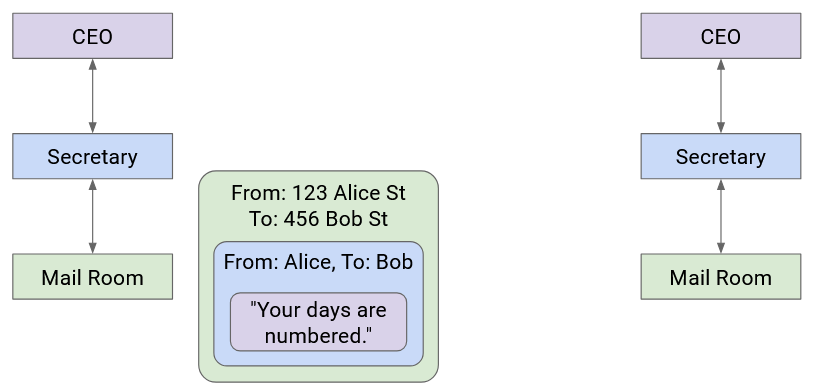 CEO
Secretary
Mail Room
From: 123 Alice St
To: 456 Bob St
From: Alice, To: Bob
"Your days are
numbered."
CEO
Secretary
Mail Room